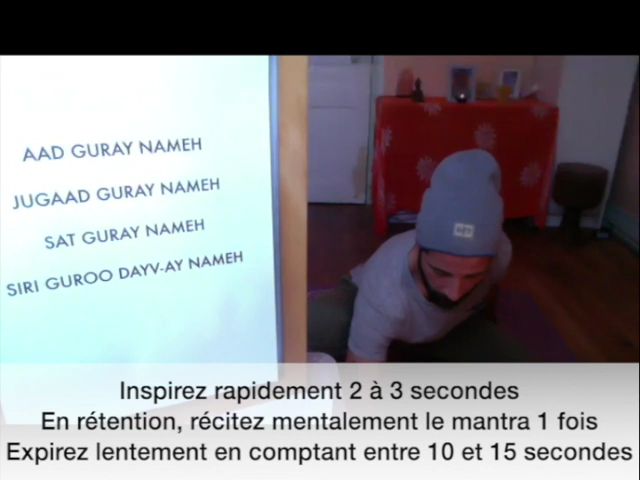 AAD GURAY NAMEH
JUGAAD GURAY NAMEH
SAT GURAY NAMEH
SIRI GUROO DAYV-AY NAMEH
Inspirez rapidement 2 à 3 secondes
En rétention, récitez mentalement le mantra 1 fois
Expirez lentement en comptant entre 10 et 15 secondes